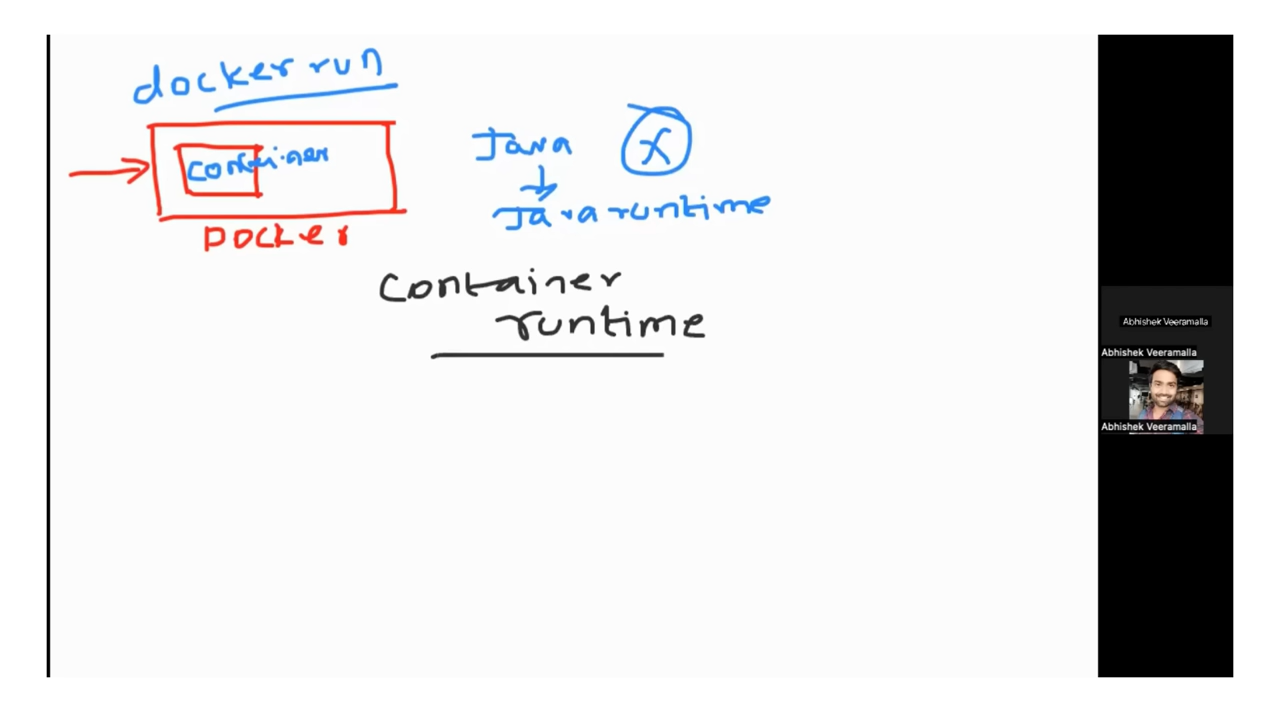 docker run
container
Docker
Java
X
Java runtime
container
runtime
Abhishek Veeramalla
Abhishek Veeramalla
Abhishek Veeramalla